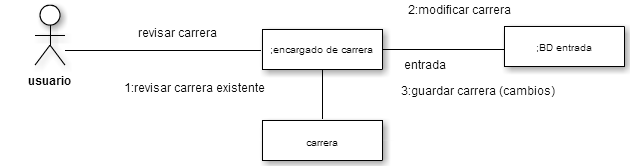 2:modificar carrera
revisar carrera
;encargado de carrera
;BD entrada
entrada
usuario
1:revisar carrera existente
3:guardar carrera (cambios)
carrera